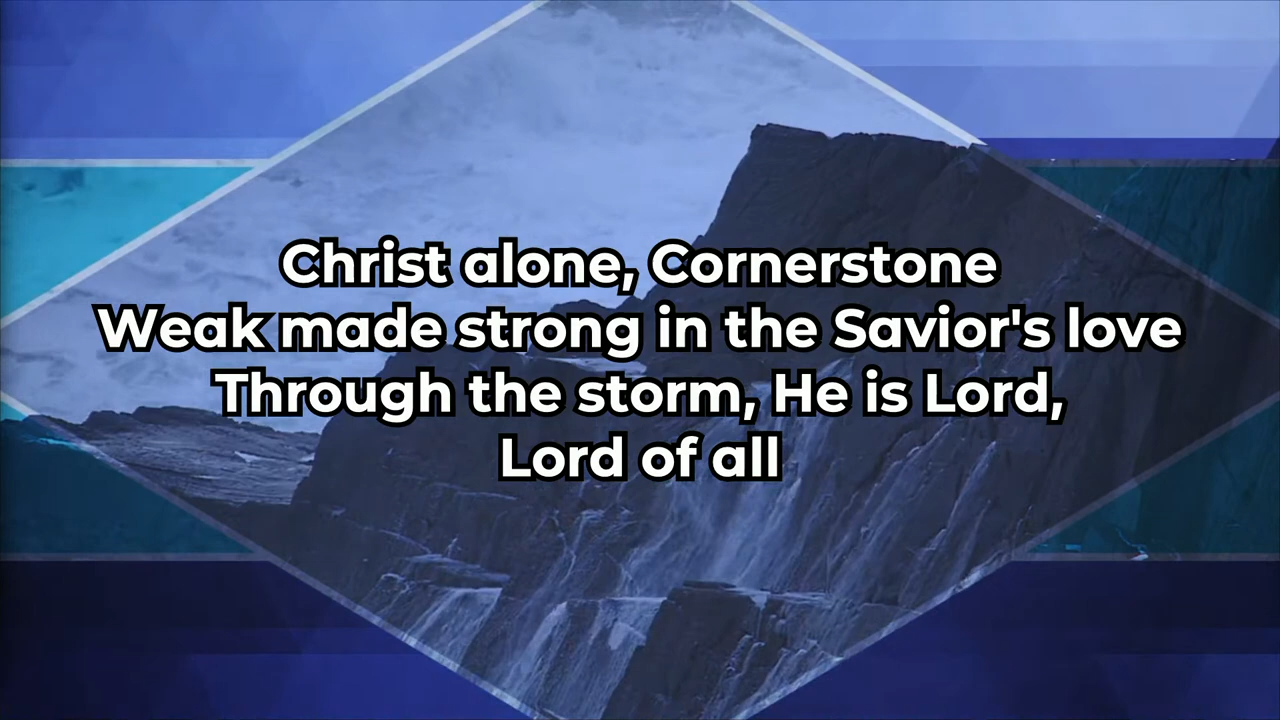 Christ alone, Cornerstone
Weak made strong in the Savior's love
Through the storm, He is Lord,
Lord of all